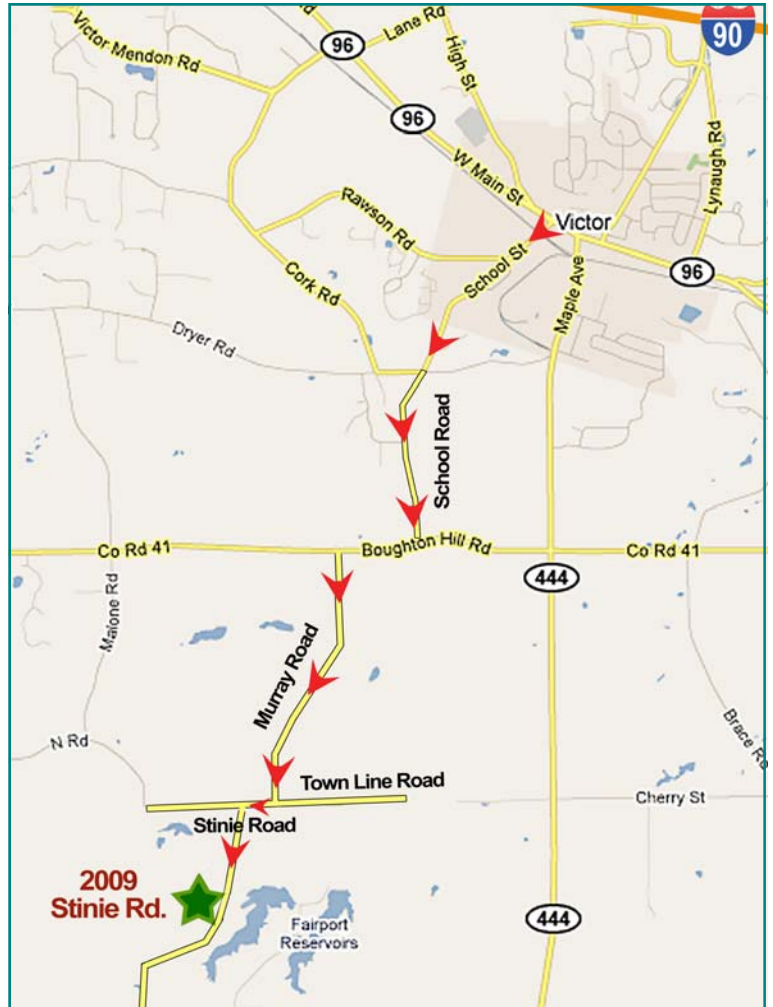 Victor Mendon Rd
Rd
96
Lane Rd
High St
90
96
W Main St
Lynaugh Rd
Rawson Rd
Victor
School St
96
Cork Rd
Maple Ave
Dryer Rd
School Road
Co Rd 41
Boughton Hill Rd
Co Rd 41
444
Malone Rd
Murray Road
N Rd
Brace Rd
Town Line Road
Cherry St
Stinie Road
2009
Stinie Rd.
Fairport
Reservoirs
444